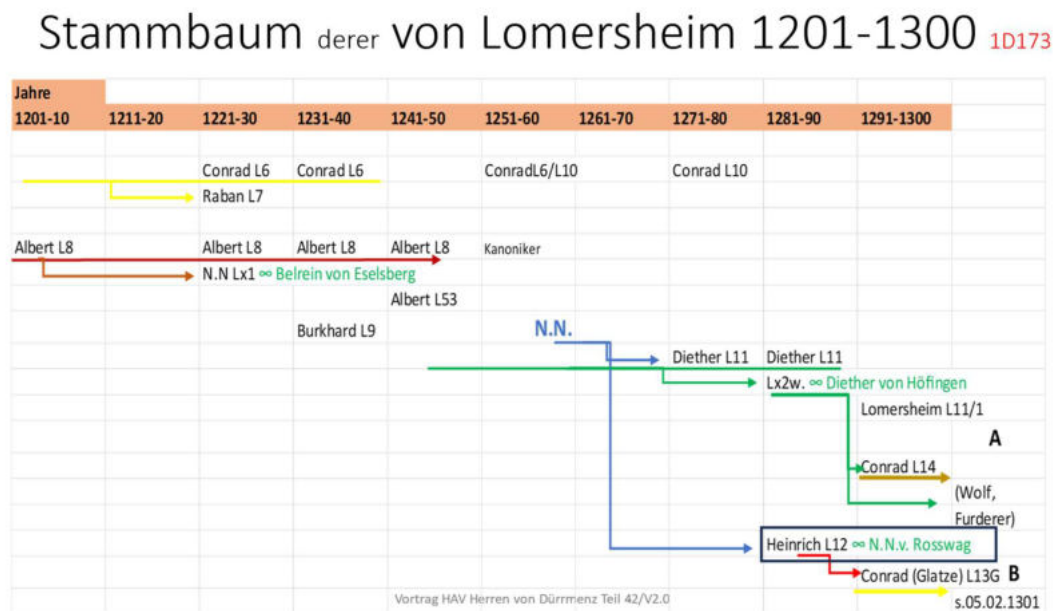 Stammbaum derer von Lomersheim 1201-1300 1D173
Jahre
1201-10 1211-20 1221-30 1231-40 1241-50 1251-60 1261-70 1271-80 1281-90 1291-1300
Conrad L6 Conrad L6 ConradL6/L10 Conrad L10
Raban L7
Albert L8 Albert L8 Albert L8 Albert L8 Kanoniker
N.N Lx1 ∞ Belrein von Eselsberg
Albert L53
Burkhard L9 N.N.
Diether L11 Diether L11
Lx2w. ∞ Diether von Höfingen
Lomersheim L11/1
A
Conrad L14
(Wolf,
Furderer)
Heinrich L12 ∞ N.N.v. Rosswag
Conrad (Glatze) L13G B
Vortrag HAV Herren von Dürrmenz Teil 42/V2.0 s.05.02.1301